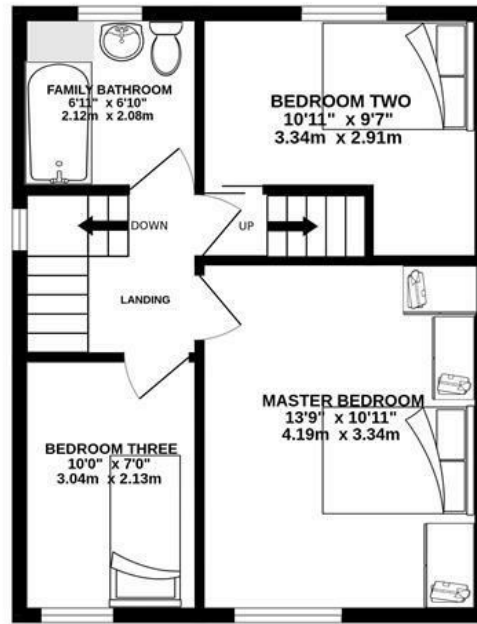 FAMILY BATHROOM
6'11" x 6'10"
2.12m x 2.08m
BEDROOM TWO
10'11" x 9'7"
3.34m x 2.91m
DOWN
UP
LANDING
MASTER BEDROOM
13'9" x 10'11"
4.19m x 3.34m
BEDROOM THREE
10'0" x 7'0"
3.04m x 2.13m